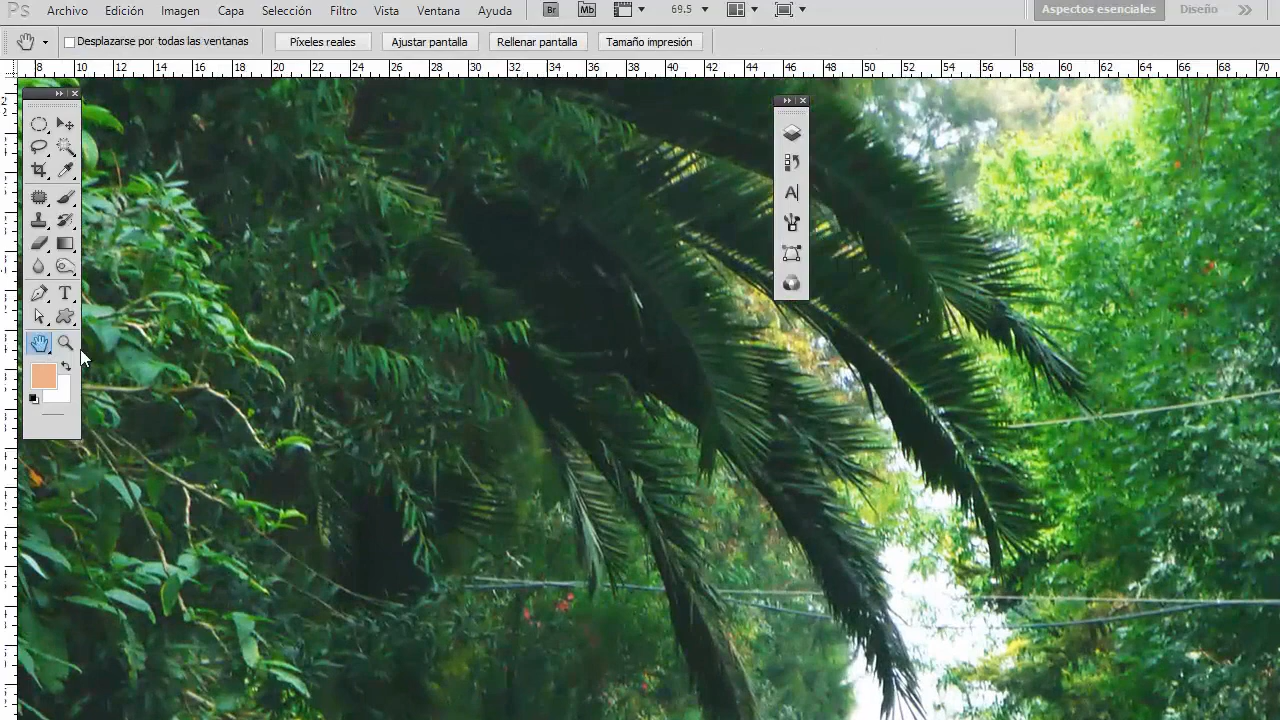 Ps Archivo Edición Imagen Capa Selección Filtro Vista Ventana Ayuda Br Mb 69.5 Aspectos esenciales Diseño
Desplazarse por todas las ventanas Píxeles reales Ajustar pantalla Rellenar pantalla Tamaño impresión
8 10 12 14 16 18 20 22 24 26 28 30 32 34 36 38 40 42 44 46 48 50 52 54 56 58 60 62 64 66 68 70
T
A